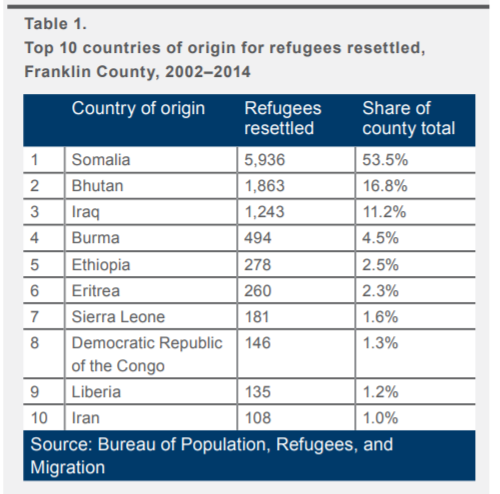 Table 1.
Top 10 countries of origin for refugees resettled,
Franklin County, 2002–2014
Country of origin Refugees resettled Share of county total
1 Somalia 5,936 53.5%
2 Bhutan 1,863 16.8%
3 Iraq 1,243 11.2%
4 Burma 494 4.5%
5 Ethiopia 278 2.5%
6 Eritrea 260 2.3%
7 Sierra Leone 181 1.6%
8 Democratic Republic of the Congo 146 1.3%
9 Liberia 135 1.2%
10 Iran 108 1.0%
Source: Bureau of Population, Refugees, and
Migration